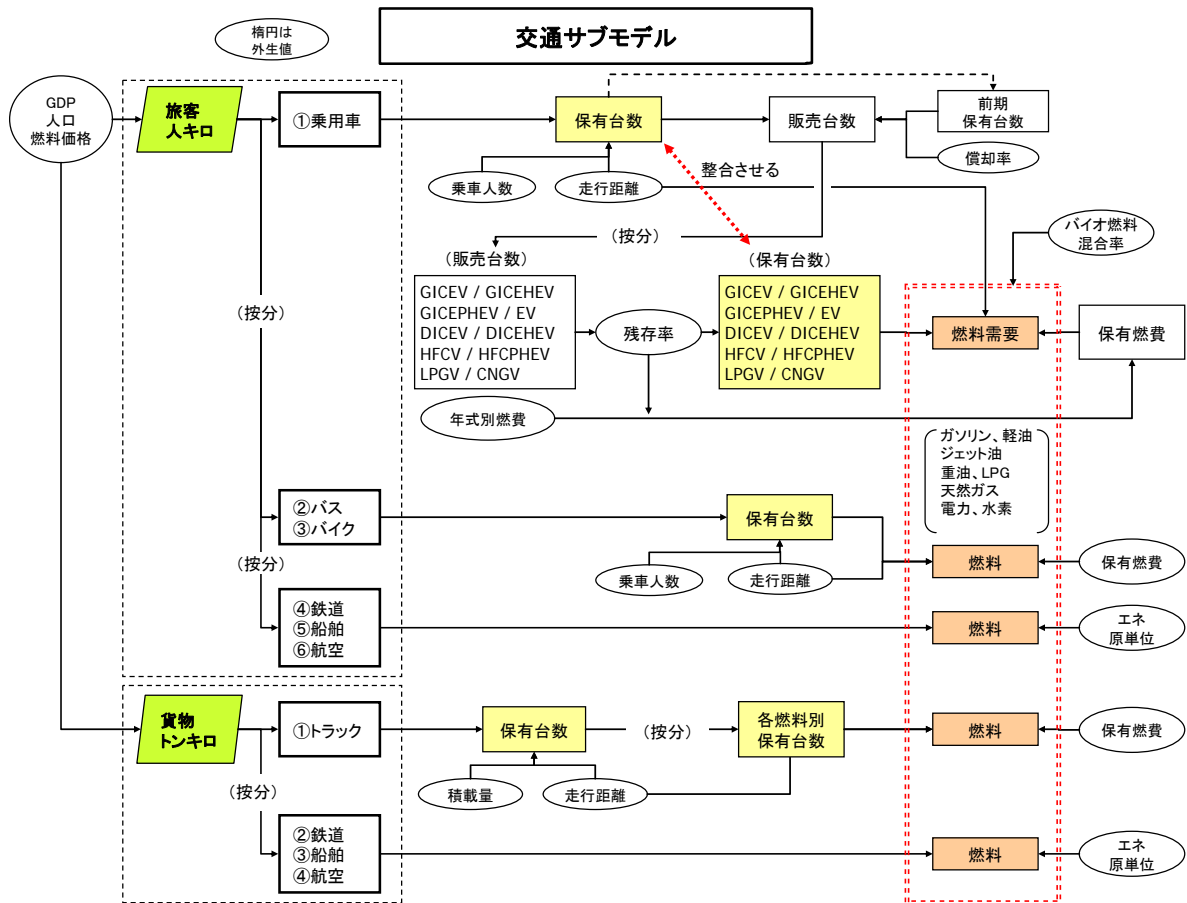 交通サブモデル
楕円は
外生値
GDP
人口
燃料価格
旅客
人キロ
①乗用車
保有台数
販売台数
前期
保有台数
償却率
乗車人数
走行距離
整合させる
バイオ燃料
混合率
（按分）
（販売台数）
（保有台数）
GICEV / GICEHEV
GICEPHEV / EV
DICEV / DICEHEV
HFCV / HFCPHEV
LPGV / CNGV
残存率
GICEV / GICEHEV
GICEPHEV / EV
DICEV / DICEHEV
HFCV / HFCPHEV
LPGV / CNGV
燃料需要
保有燃費
（按分）
年式別燃費
ガソリン、軽油
ジェット油
重油、LPG
天然ガス
電力、水素
②バス
③バイク
保有台数
（按分）
乗車人数
走行距離
燃料
保有燃費
④鉄道
⑤船舶
⑥航空
燃料
エネ
原単位
貨物
トンキロ
①トラック
保有台数
（按分）
各燃料別
保有台数
燃料
保有燃費
（按分）
積載量
走行距離
②鉄道
③船舶
④航空
燃料
エネ
原単位